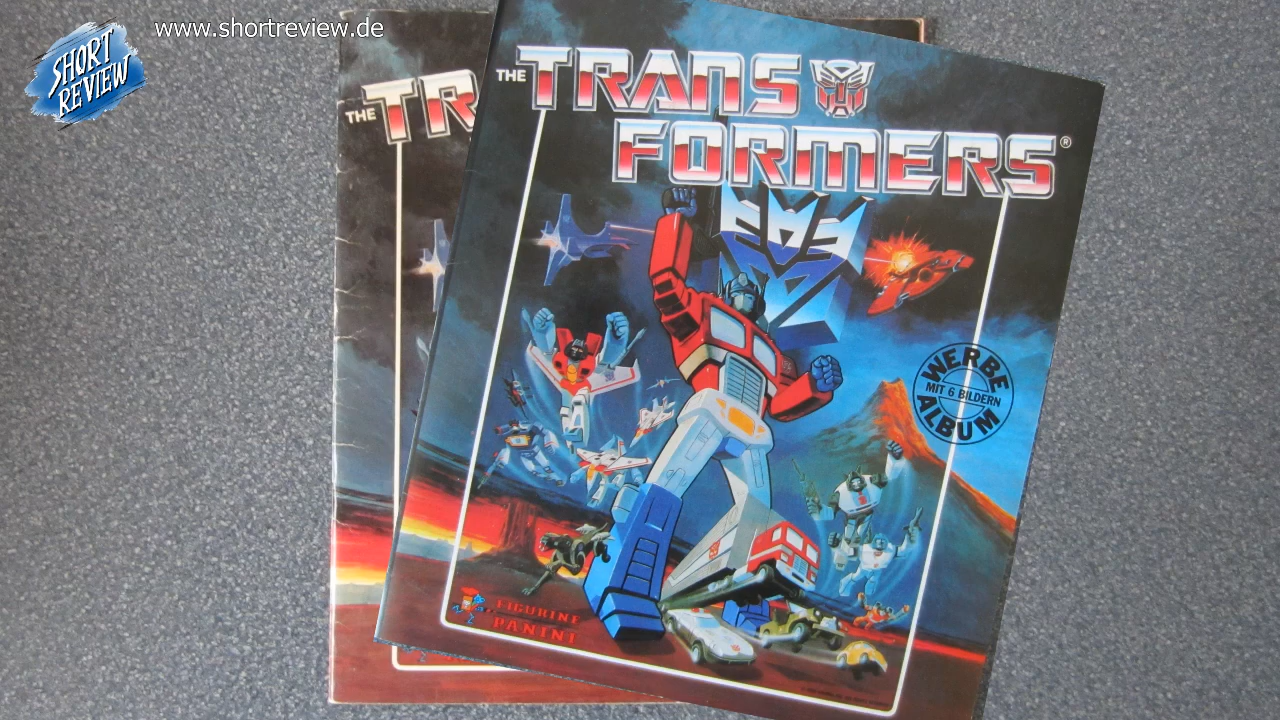 www.shortreview.de
SHORT
REVIEW
THE TR
THE TRANS
FORMERS®
WERBE
MIT 6 BILDERN
ALBUM
FIGURINE
PANINI